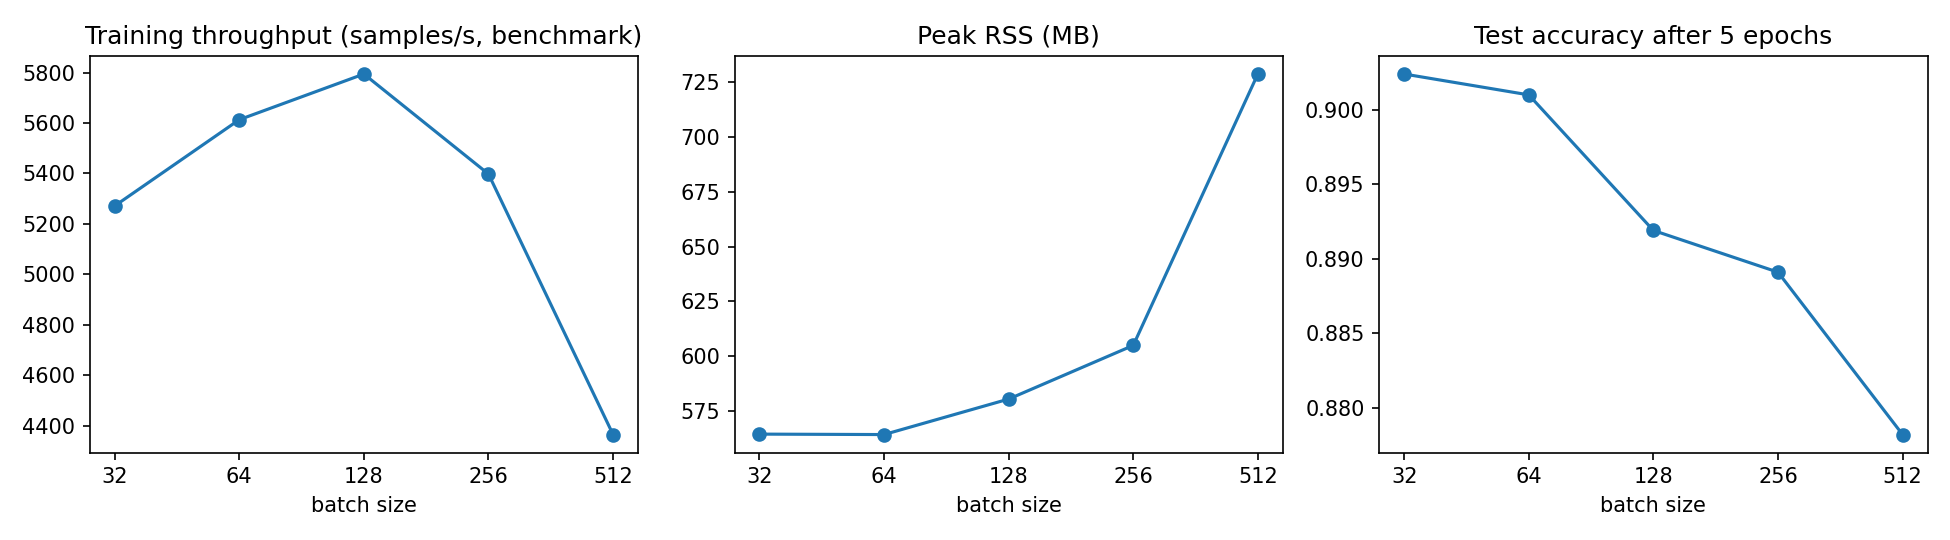 Training throughput (samples/s, benchmark)
5800
5600
5400
5200
5000
4800
4600
4400
32 64 128 256 512
batch size
Peak RSS (MB)
725
700
675
650
625
600
575
32 64 128 256 512
batch size
Test accuracy after 5 epochs
0.900
0.895
0.890
0.885
0.880
32 64 128 256 512
batch size